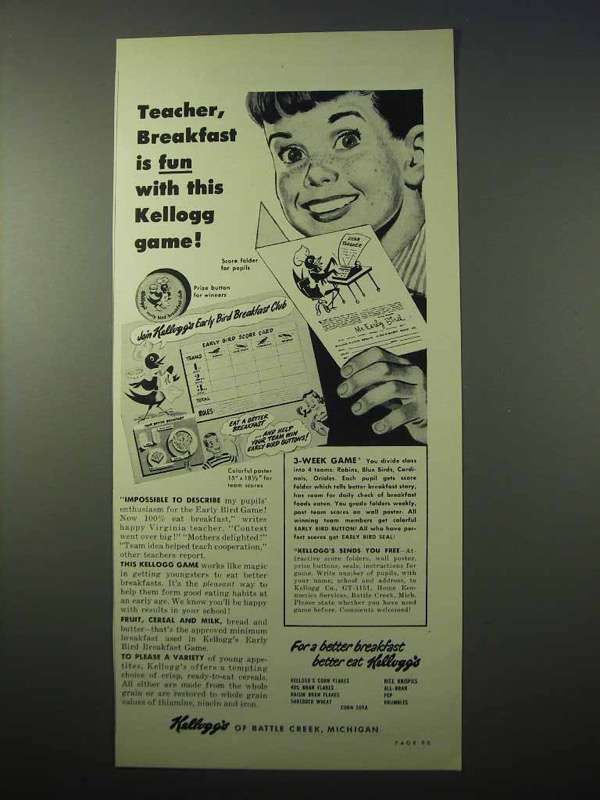 Teacher,
Breakfast
is fun
with this
Kellogg
game!
Score folder
for pupils
Prize button
for winners
DEAR
TEACHER
Mr. Early Bird
Join Kellogg's Early Bird Breakfast Club
EARLY BIRD SCORE CARD
TEAMS
1.
2.
3.
TOTAL
RULES
EAT A BETTER
BREAKFAST
AND HELP
YOUR TEAM WIN
EARLY BIRD BUTTONS!
Colorful poster
15" x 18½" for
team scores
"IMPOSSIBLE TO DESCRIBE my pupils'
enthusiasm for the Early Bird Game!
Now 100% eat breakfast," writes
happy Virginia teacher. "Contest
went over big!" "Mothers delighted!"
"Team idea helped teach cooperation,"
other teachers report.
THIS KELLOGG GAME works like magic
in getting youngsters to eat better
breakfasts. It's the pleasant way to
help them form good eating habits at
an early age. We know you'll be happy
with results in your school!
FRUIT, CEREAL AND MILK, bread and
butter—that's the approved minimum
breakfast used in Kellogg's Early
Bird Breakfast Game.
TO PLEASE A VARIETY of young appe-
tites, Kellogg's offers a tempting
choice of crisp, ready-to-eat cereals.
All either are made from the whole
grain or are restored to whole grain
values of thiamine, niacin and iron.
3-WEEK GAME You divide class
into 4 teams: Robins, Blue Birds, Cardi-
nals, Orioles. Each pupil gets score
folder which tells better breakfast story,
has room for daily check of breakfast
foods eaten. You grade folders weekly,
post team scores on wall poster. All
winning team members get colorful
EARLY BIRD BUTTON! All who have per-
fect scores get EARLY BIRD SEAL!
KELLOGG'S SENDS YOU FREE—At-
tractive score folders, wall poster,
prize buttons, seals, instructions for
game. Write number of pupils, with
your name, school and address, to
Kellogg Co., GT-1151, Home Eco-
nomics Services, Battle Creek, Mich.
Please state whether you have used
game before. Comments welcomed!
For a better breakfast
better eat Kellogg's
KELLOGG'S CORN FLAKES
40% BRAN FLAKES
RAISIN BRAN FLAKES
SHREDDED WHEAT
CORN SOYA
RICE KRISPIES
ALL-BRAN
PEP
KRUMBLES
Kellogg's OF BATTLE CREEK, MICHIGAN